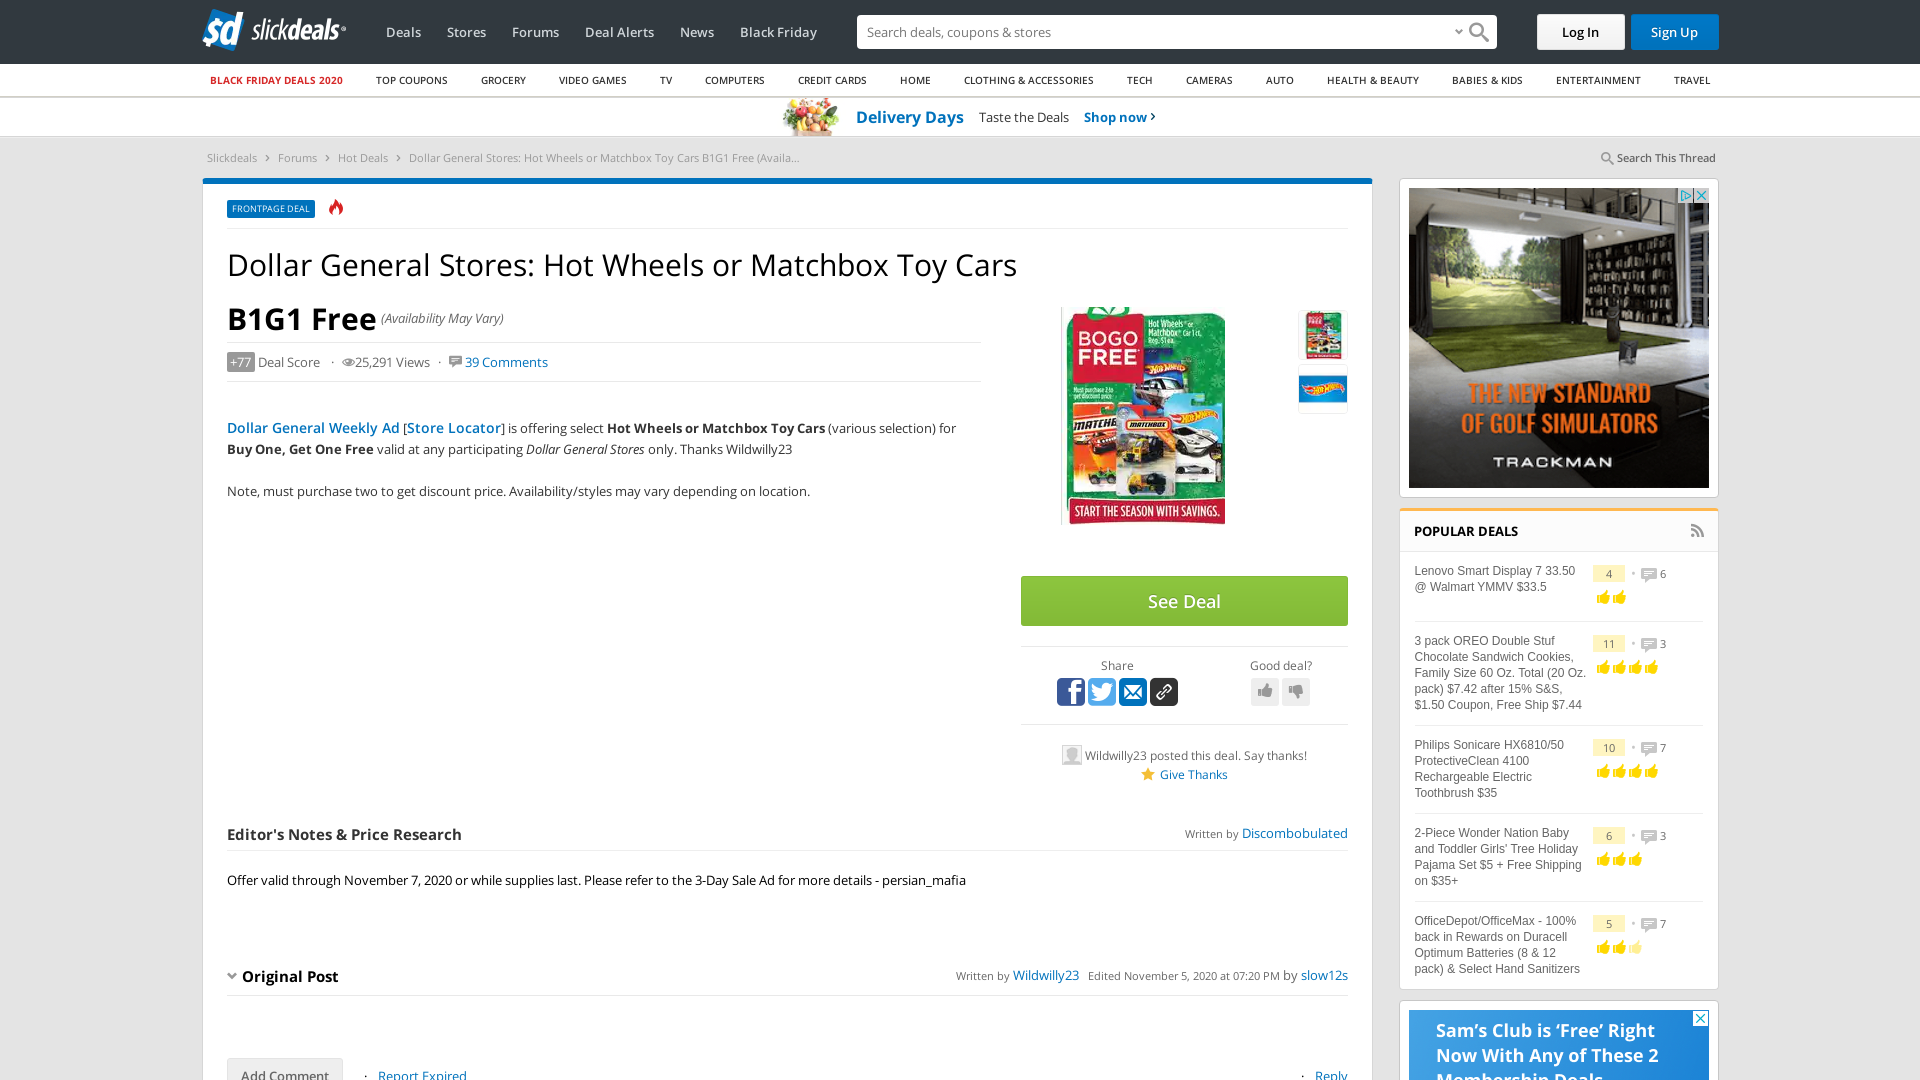 sd slickdeals
Deals Stores Forums Deal Alerts News Black Friday
Search deals, coupons & stores
Log In Sign Up
BLACK FRIDAY DEALS 2020 TOP COUPONS GROCERY VIDEO GAMES TV COMPUTERS CREDIT CARDS HOME CLOTHING & ACCESSORIES TECH CAMERAS AUTO HEALTH & BEAUTY BABIES & KIDS ENTERTAINMENT TRAVEL
Delivery Days Taste the Deals Shop now
Slickdeals > Forums > Hot Deals > Dollar General Stores: Hot Wheels or Matchbox Toy Cars B1G1 Free (Availa...
Search This Thread
FRONTPAGE DEAL
Dollar General Stores: Hot Wheels or Matchbox Toy Cars
B1G1 Free (Availability May Vary)
+77 Deal Score · 25,291 Views · 39 Comments
Dollar General Weekly Ad [Store Locator] is offering select Hot Wheels or Matchbox Toy Cars (various selection) for
Buy One, Get One Free valid at any participating Dollar General Stores only. Thanks Wildwilly23
Note, must purchase two to get discount price. Availability/styles may vary depending on location.
BOGO
FREE
Hot Wheels or
Matchbox Car 1 ct.
Reg. $1 ea.
Must purchase 2 to
get discount price.
MATCHBOX
START THE SEASON WITH SAVINGS.
See Deal
Share
Good deal?
Wildwilly23 posted this deal. Say thanks!
Give Thanks
Editor's Notes & Price Research
Written by Discombobulated
Offer valid through November 7, 2020 or while supplies last. Please refer to the 3-Day Sale Ad for more details - persian_mafia
Original Post
Written by Wildwilly23 Edited November 5, 2020 at 07:20 PM by slow12s
Add Comment · Report Expired
· Reply
THE NEW STANDARD
OF GOLF SIMULATORS
TRACKMAN
POPULAR DEALS
Lenovo Smart Display 7 33.50
@ Walmart YMMV $33.5
4 • 6
3 pack OREO Double Stuf
Chocolate Sandwich Cookies,
Family Size 60 Oz. Total (20 Oz.
pack) $7.42 after 15% S&S,
$1.50 Coupon, Free Ship $7.44
11 • 3
Philips Sonicare HX6810/50
ProtectiveClean 4100
Rechargeable Electric
Toothbrush $35
10 • 7
2-Piece Wonder Nation Baby
and Toddler Girls' Tree Holiday
Pajama Set $5 + Free Shipping
on $35+
6 • 3
OfficeDepot/OfficeMax - 100%
back in Rewards on Duracell
Optimum Batteries (8 & 12
pack) & Select Hand Sanitizers
5 • 7
Sam's Club is 'Free' Right
Now With Any of These 2
Membership Deals